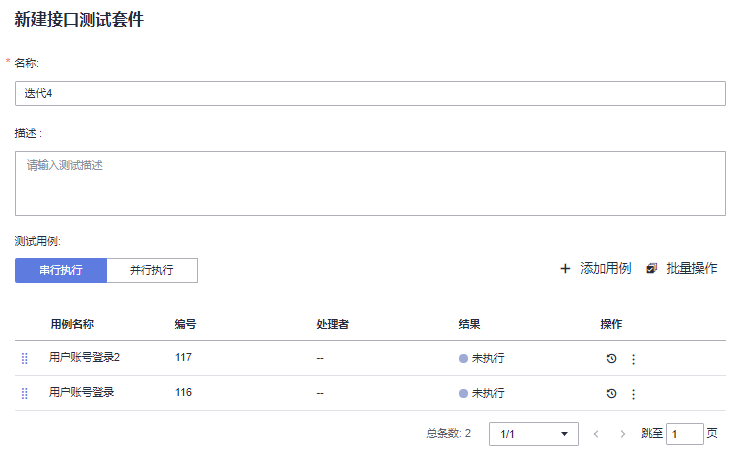 新建接口测试套件
* 名称:
迭代4
描述 :
请输入测试描述
测试用例:
串行执行 并行执行 + 添加用例 批量操作
用例名称 编号 处理者 结果 操作
用户账号登录2 117 -- 未执行
用户账号登录 116 -- 未执行
总条数: 2 1/1 跳至 1 页